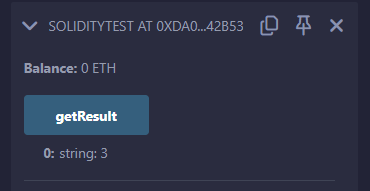 SOLIDITYTEST AT 0XDA0...42B53
Balance: 0 ETH
getResult
0: string: 3